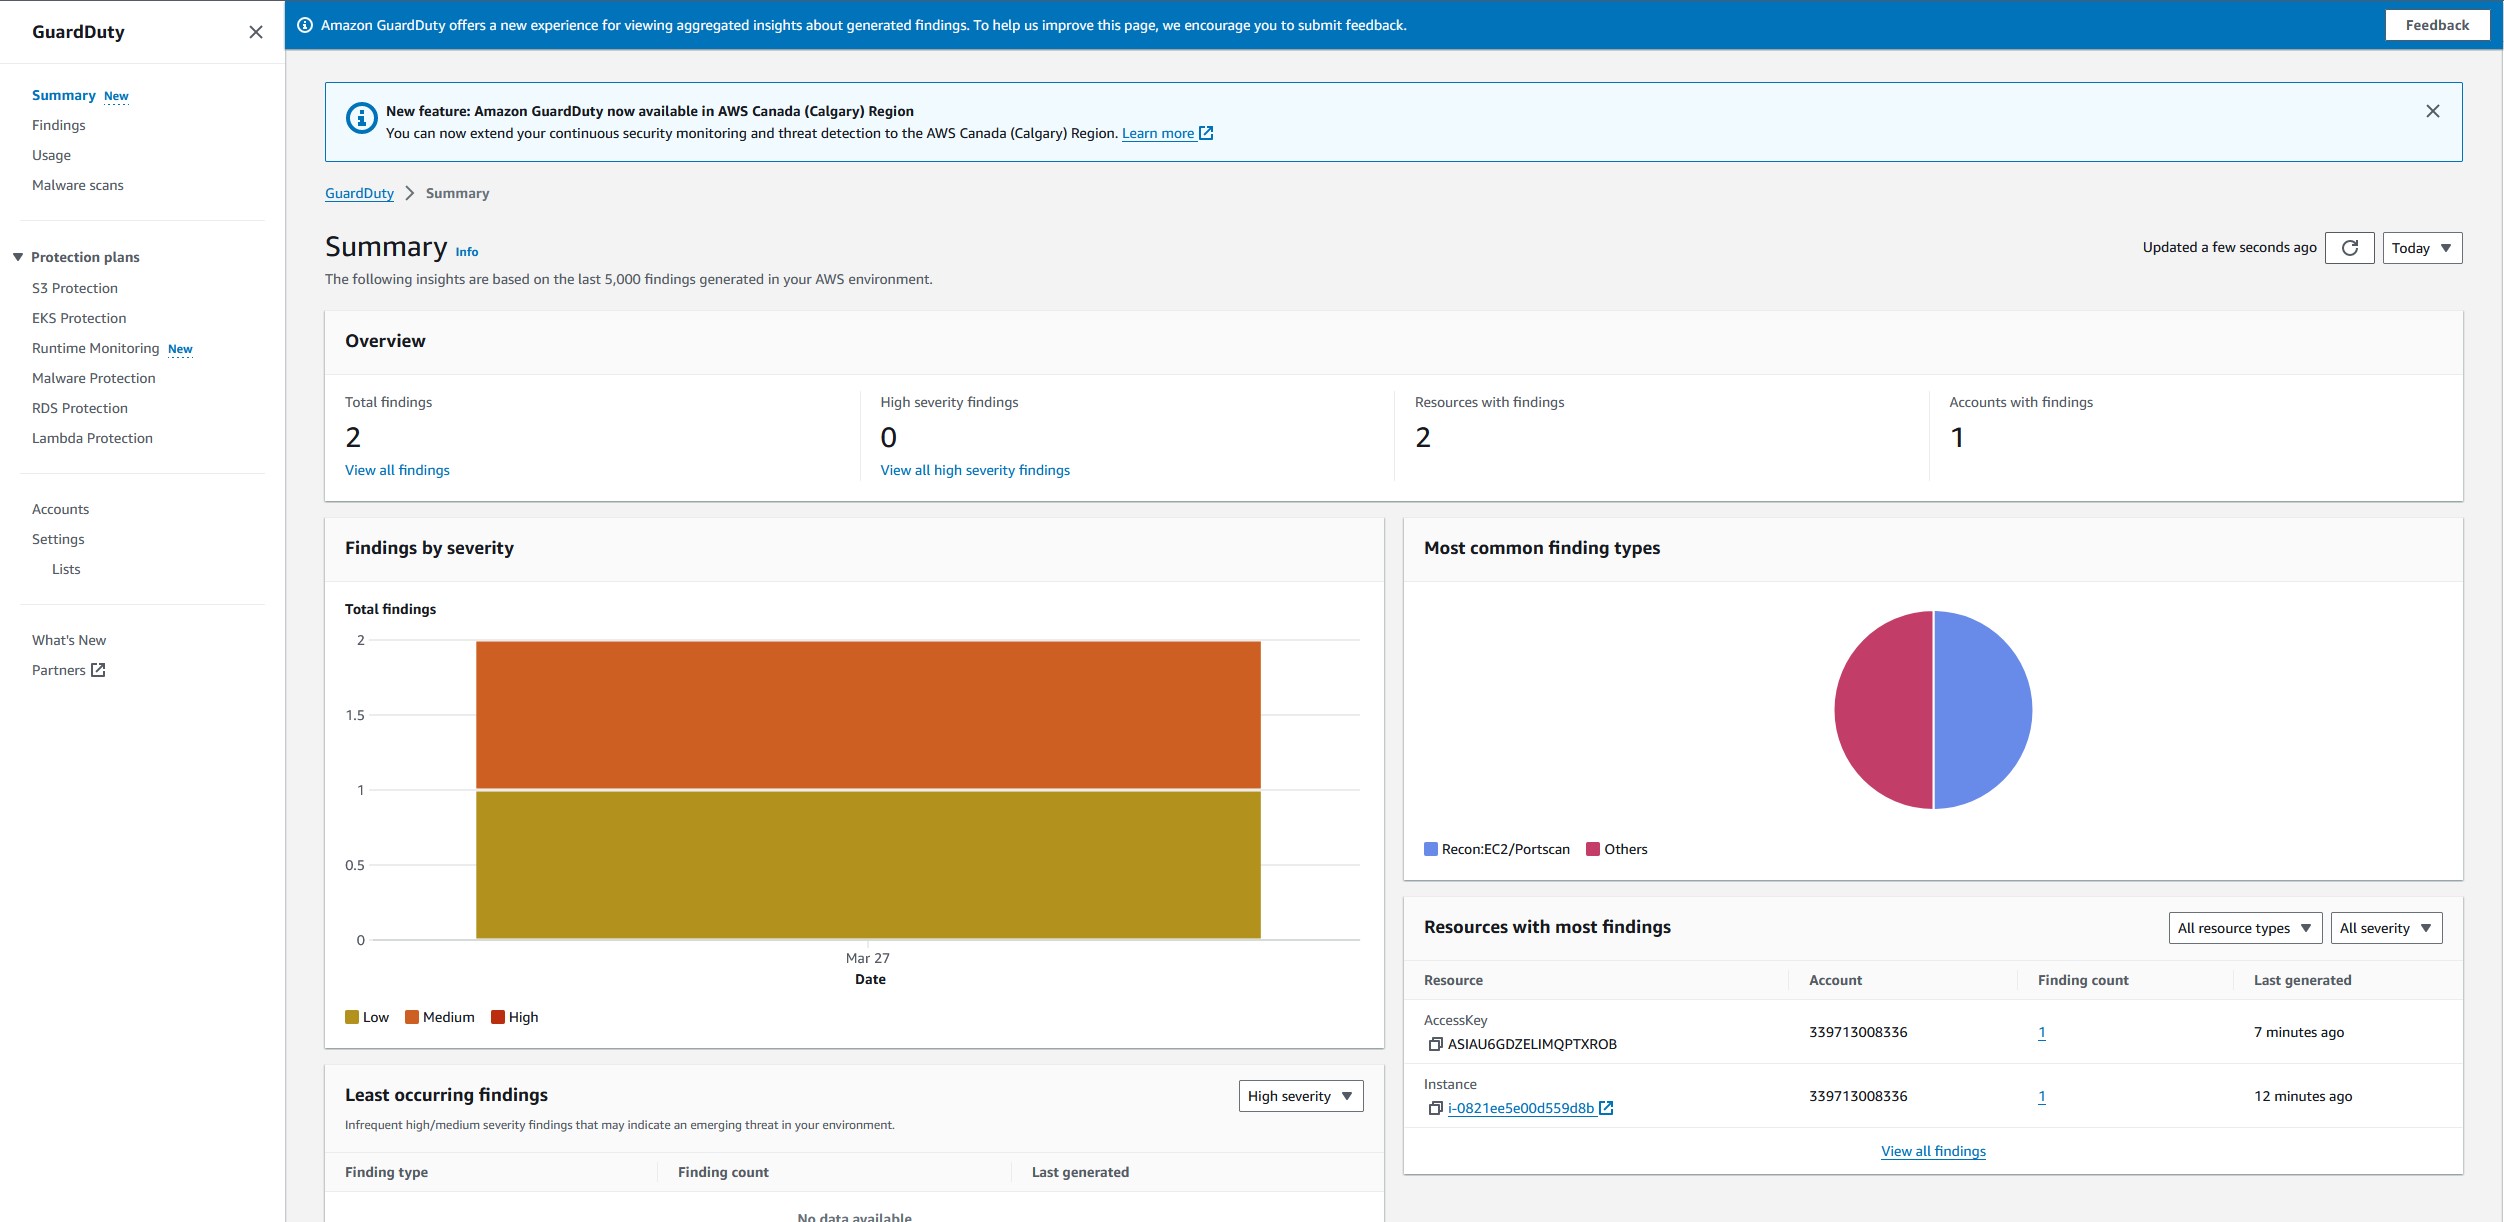 GuardDuty
Amazon GuardDuty offers a new experience for viewing aggregated insights about generated findings. To help us improve this page, we encourage you to submit feedback.
Feedback
Summary New
Findings
Usage
Malware scans
Protection plans
S3 Protection
EKS Protection
Runtime Monitoring New
Malware Protection
RDS Protection
Lambda Protection
Accounts
Settings
Lists
What's New
Partners
New feature: Amazon GuardDuty now available in AWS Canada (Calgary) Region
You can now extend your continuous security monitoring and threat detection to the AWS Canada (Calgary) Region. Learn more
GuardDuty Summary
Summary Info
Updated a few seconds ago
Today
The following insights are based on the last 5,000 findings generated in your AWS environment.
Overview
Total findings
2
View all findings
High severity findings
0
View all high severity findings
Resources with findings
2
Accounts with findings
1
Findings by severity
Total findings
2
1.5
1
0.5
0
Mar 27
Date
Low Medium High
Most common finding types
Recon:EC2/Portscan Others
Resources with most findings
All resource types
All severity
Resource Account Finding count Last generated
AccessKey
ASIAU6GDZELIMQPTXROB 339713008336 1 7 minutes ago
Instance
i-0821ee5e00d559d8b 339713008336 1 12 minutes ago
View all findings
Least occurring findings
High severity
Infrequent high/medium severity findings that may indicate an emerging threat in your environment.
Finding type Finding count Last generated
No data available